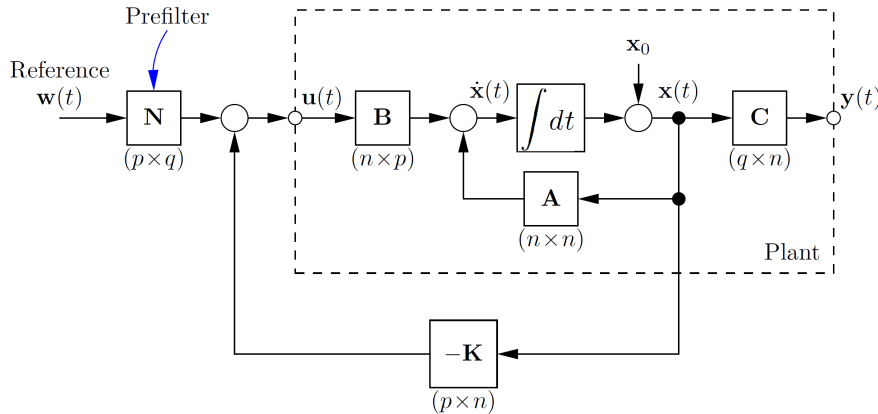 Prefilter
Reference
w(t)
N
(p×q)
u(t)
B
(n×p)
ẋ(t)
∫ dt
x₀
x(t)
C
(q×n)
y(t)
A
(n×n)
Plant
−K
(p×n)